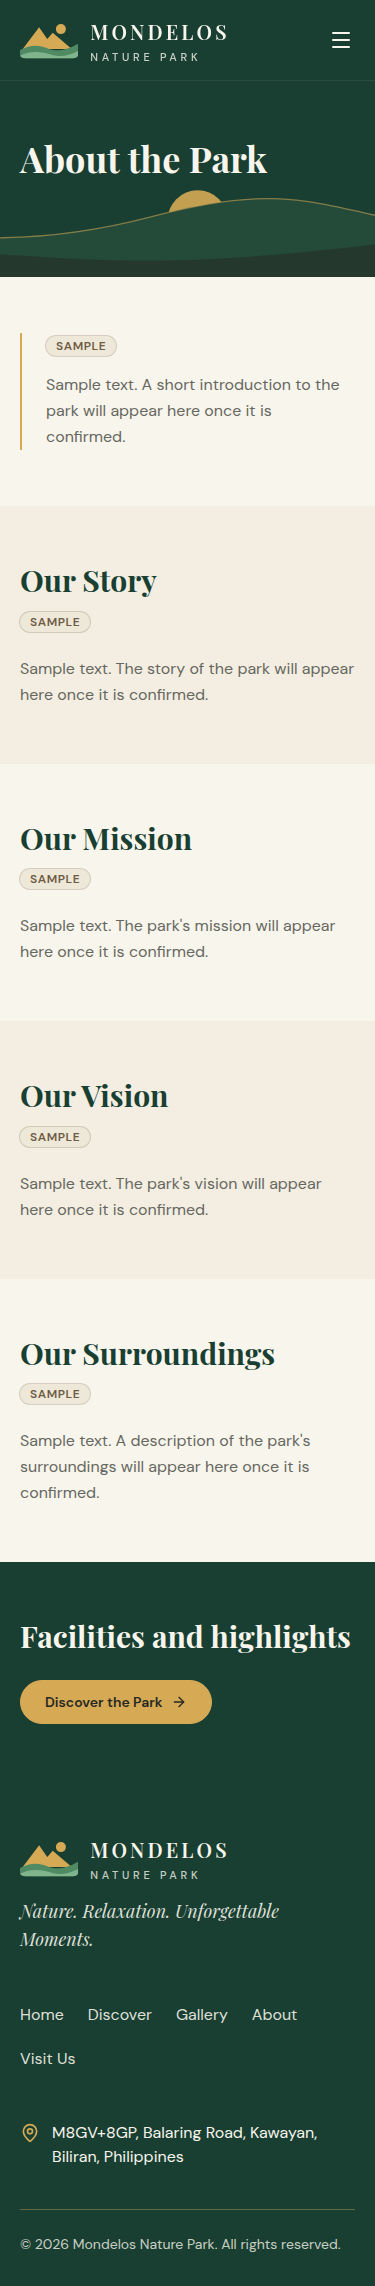 MONDELOS
NATURE PARK
About the Park
SAMPLE
Sample text. A short introduction to the
park will appear here once it is
confirmed.
Our Story
SAMPLE
Sample text. The story of the park will appear
here once it is confirmed.
Our Mission
SAMPLE
Sample text. The park's mission will appear
here once it is confirmed.
Our Vision
SAMPLE
Sample text. The park's vision will appear
here once it is confirmed.
Our Surroundings
SAMPLE
Sample text. A description of the park's
surroundings will appear here once it is
confirmed.
Facilities and highlights
Discover the Park →
MONDELOS
NATURE PARK
Nature. Relaxation. Unforgettable
Moments.
Home Discover Gallery About
Visit Us
M8GV+8GP, Balaring Road, Kawayan,
Biliran, Philippines
© 2026 Mondelos Nature Park. All rights reserved.